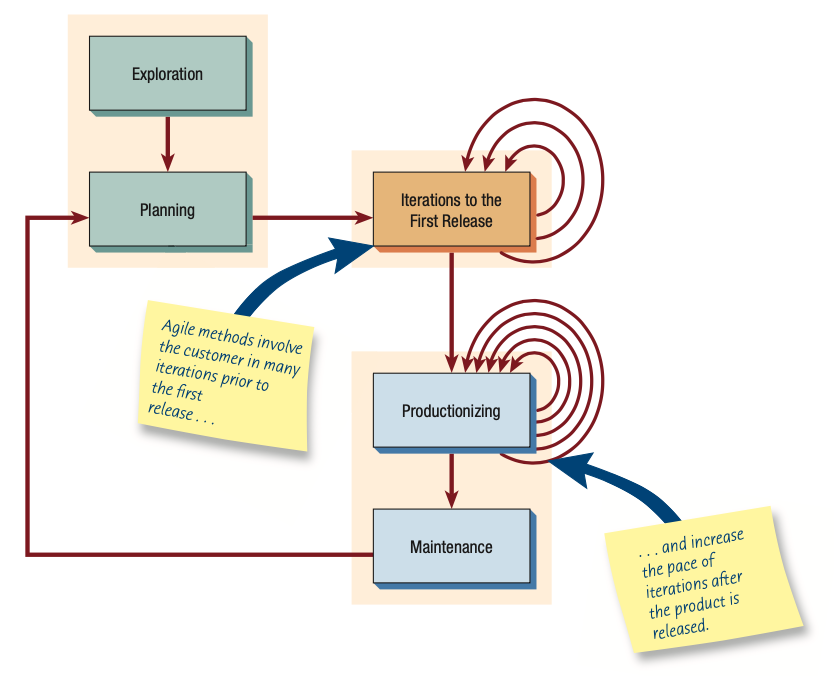 Exploration
Planning
Iterations to the
First Release
Agile methods involve
the customer in many
iterations prior to
the first
release . . .
Productionizing
Maintenance
. . . and increase
the pace of
iterations after
the product is
released.